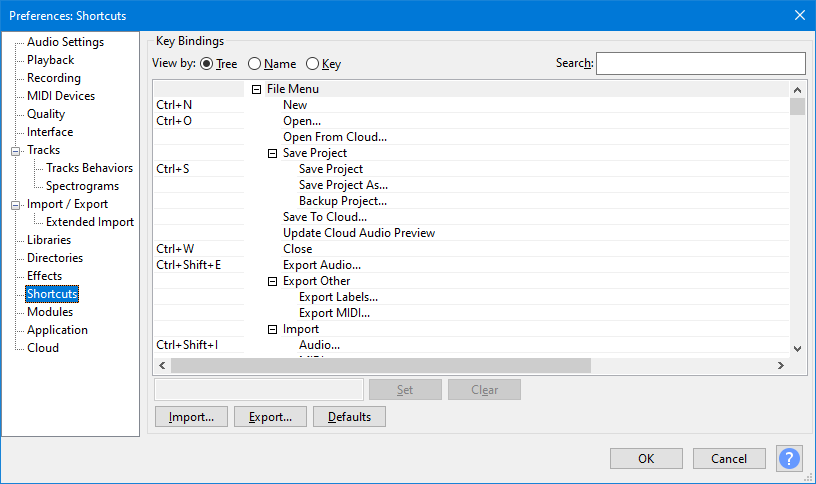 Preferences: Shortcuts
Audio Settings
Playback
Recording
MIDI Devices
Quality
Interface
Tracks
Tracks Behaviors
Spectrograms
Import / Export
Extended Import
Libraries
Directories
Effects
Shortcuts
Modules
Application
Cloud
Key Bindings
View by: Tree Name Key Search:
File Menu
Ctrl+N New
Ctrl+O Open...
Open From Cloud...
Save Project
Ctrl+S Save Project
Save Project As...
Backup Project...
Save To Cloud...
Update Cloud Audio Preview
Ctrl+W Close
Ctrl+Shift+E Export Audio...
Export Other
Export Labels...
Export MIDI...
Import
Ctrl+Shift+I Audio...
Set Clear
Import... Export... Defaults
OK Cancel ?